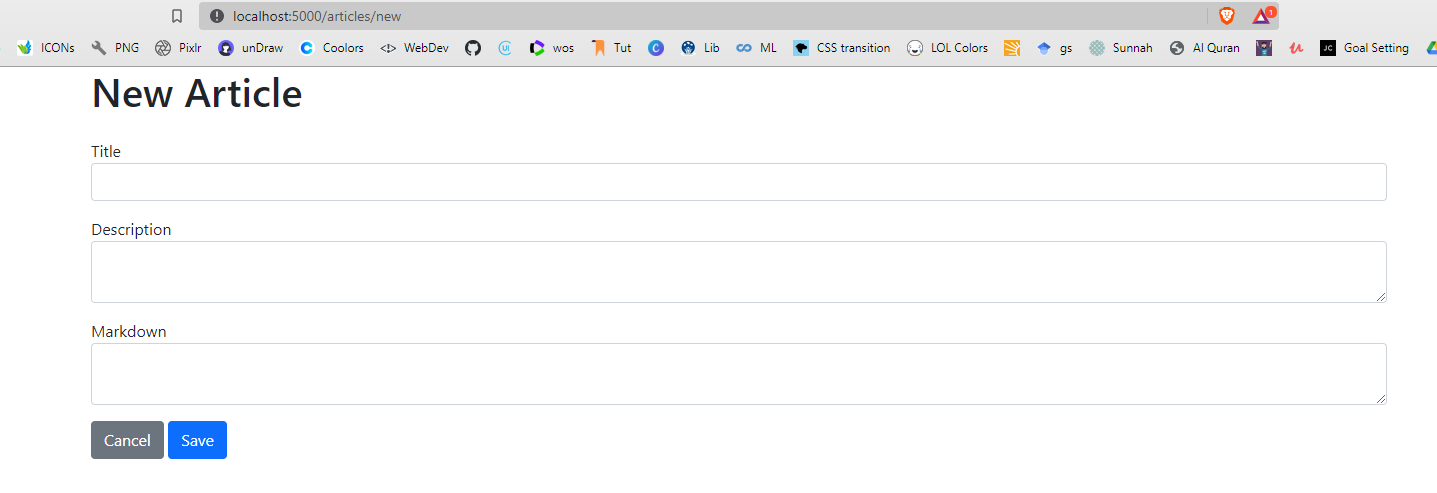 localhost:5000/articles/new
1
ICONs PNG Pixlr unDraw Coolors WebDev wos Tut Lib ML CSS transition LOL Colors gs Sunnah Al Quran JC Goal Setting
New Article
Title
Description
Markdown
Cancel Save